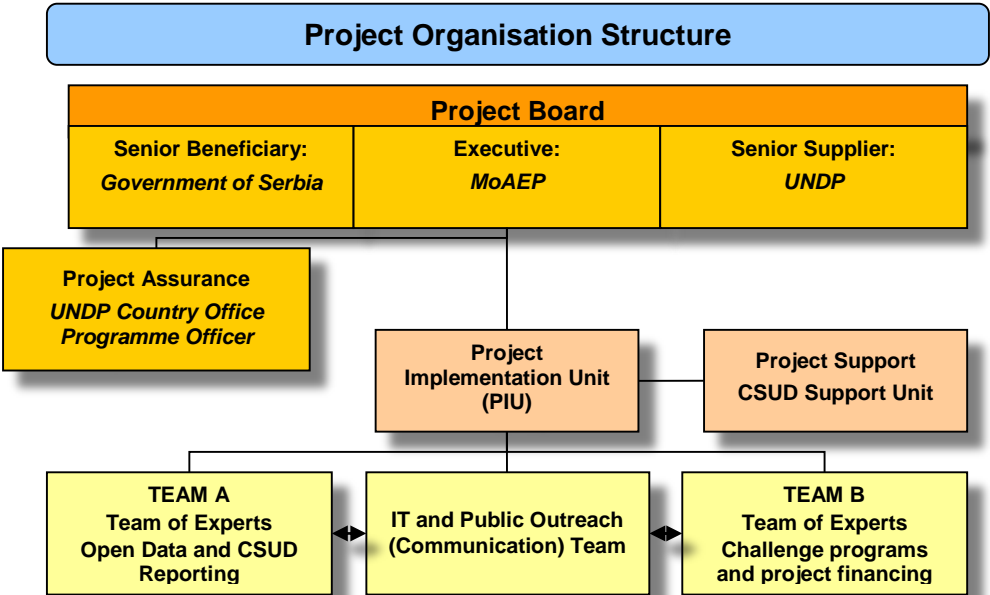 Project Organisation Structure
Project Board
Senior Beneficiary:
Government of Serbia
Executive:
MoAEP
Senior Supplier:
UNDP
Project Assurance
UNDP Country Office
Programme Officer
Project
Implementation Unit
(PIU)
Project Support
CSUD Support Unit
TEAM A
Team of Experts
Open Data and CSUD
Reporting
IT and Public Outreach
(Communication) Team
TEAM B
Team of Experts
Challenge programs
and project financing